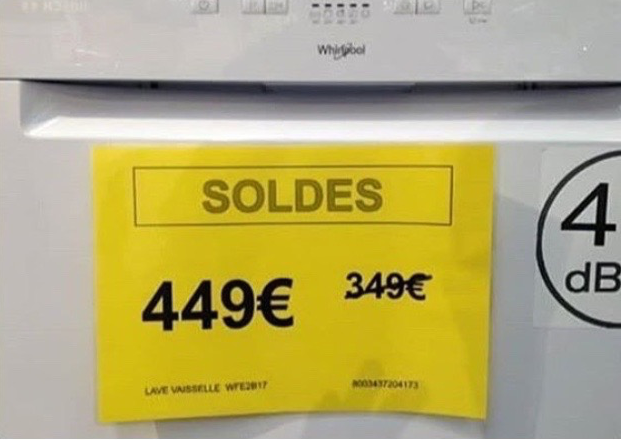 Whirlpool
SOLDES
449€ 349€
LAVE VAISSELLE WFE2B17 8003437204173
4
dB